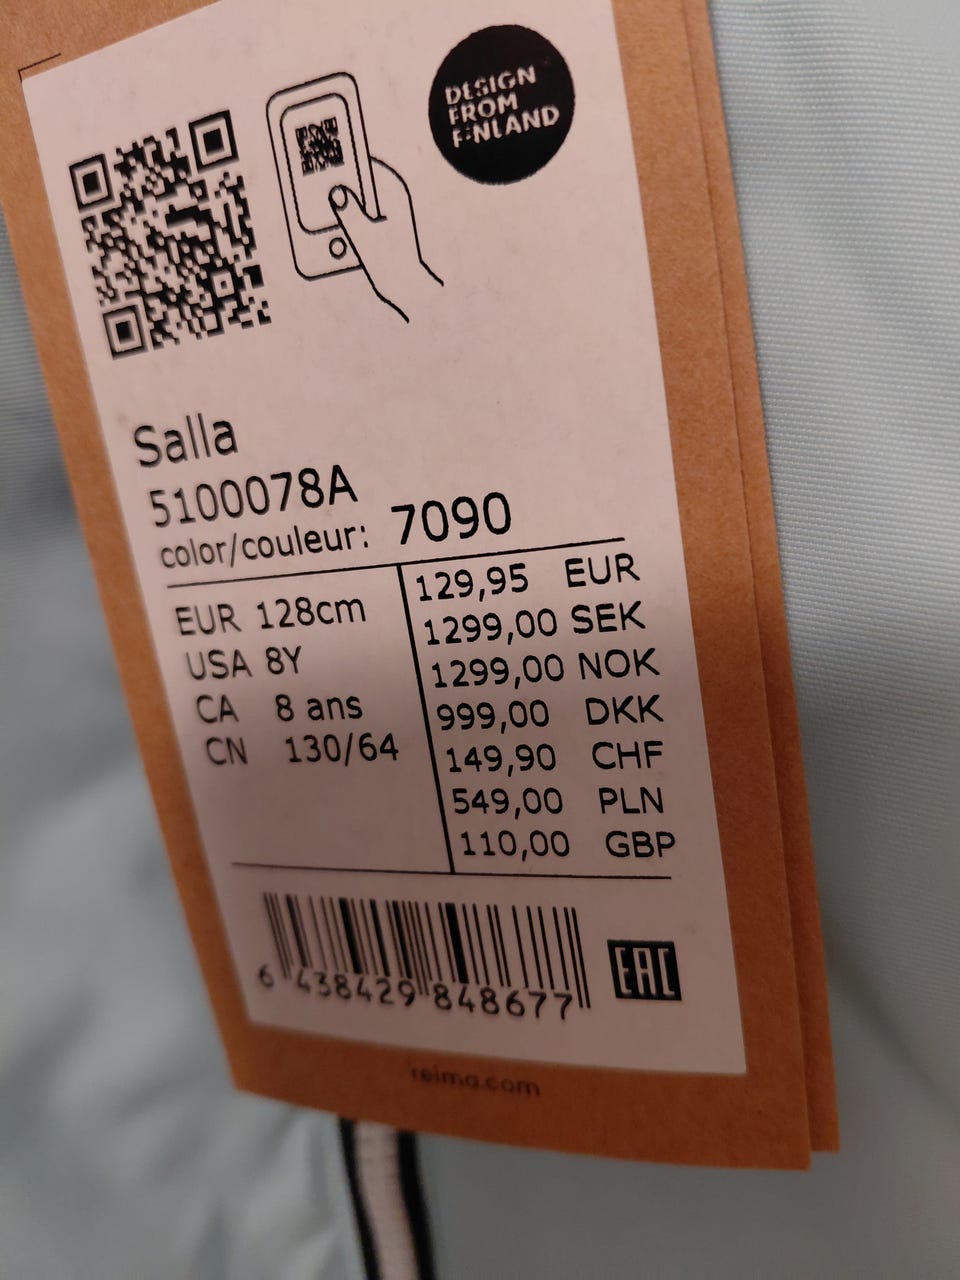 DESIGN
FROM
FINLAND
Salla
5100078A
color/couleur: 7090
EUR 128cm
USA 8Y
CA 8 ans
CN 130/64
129,95 EUR
1299,00 SEK
1299,00 NOK
999,00 DKK
149,90 CHF
549,00 PLN
110,00 GBP
6 438429 848677
EAC
reima.com